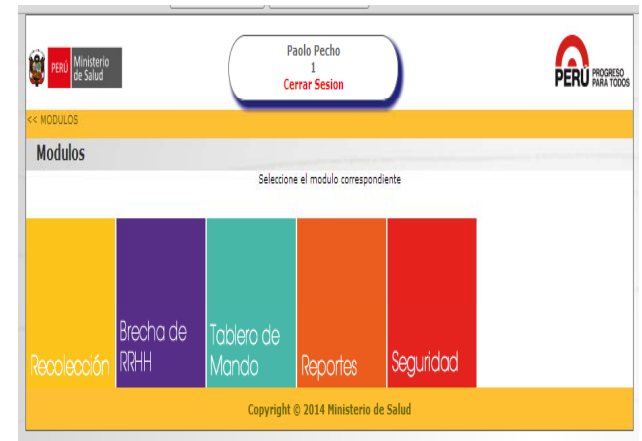 PERÚ Ministerio
de Salud
Paolo Pecho
1
Cerrar Sesion
PERÚ PROGRESO
PARA TODOS
<< MODULOS
Modulos
Seleccione el modulo correspondiente
Recolección
Brecha de
RRHH
Tablero de
Mando
Reportes
Seguridad
Copyright © 2014 Ministerio de Salud